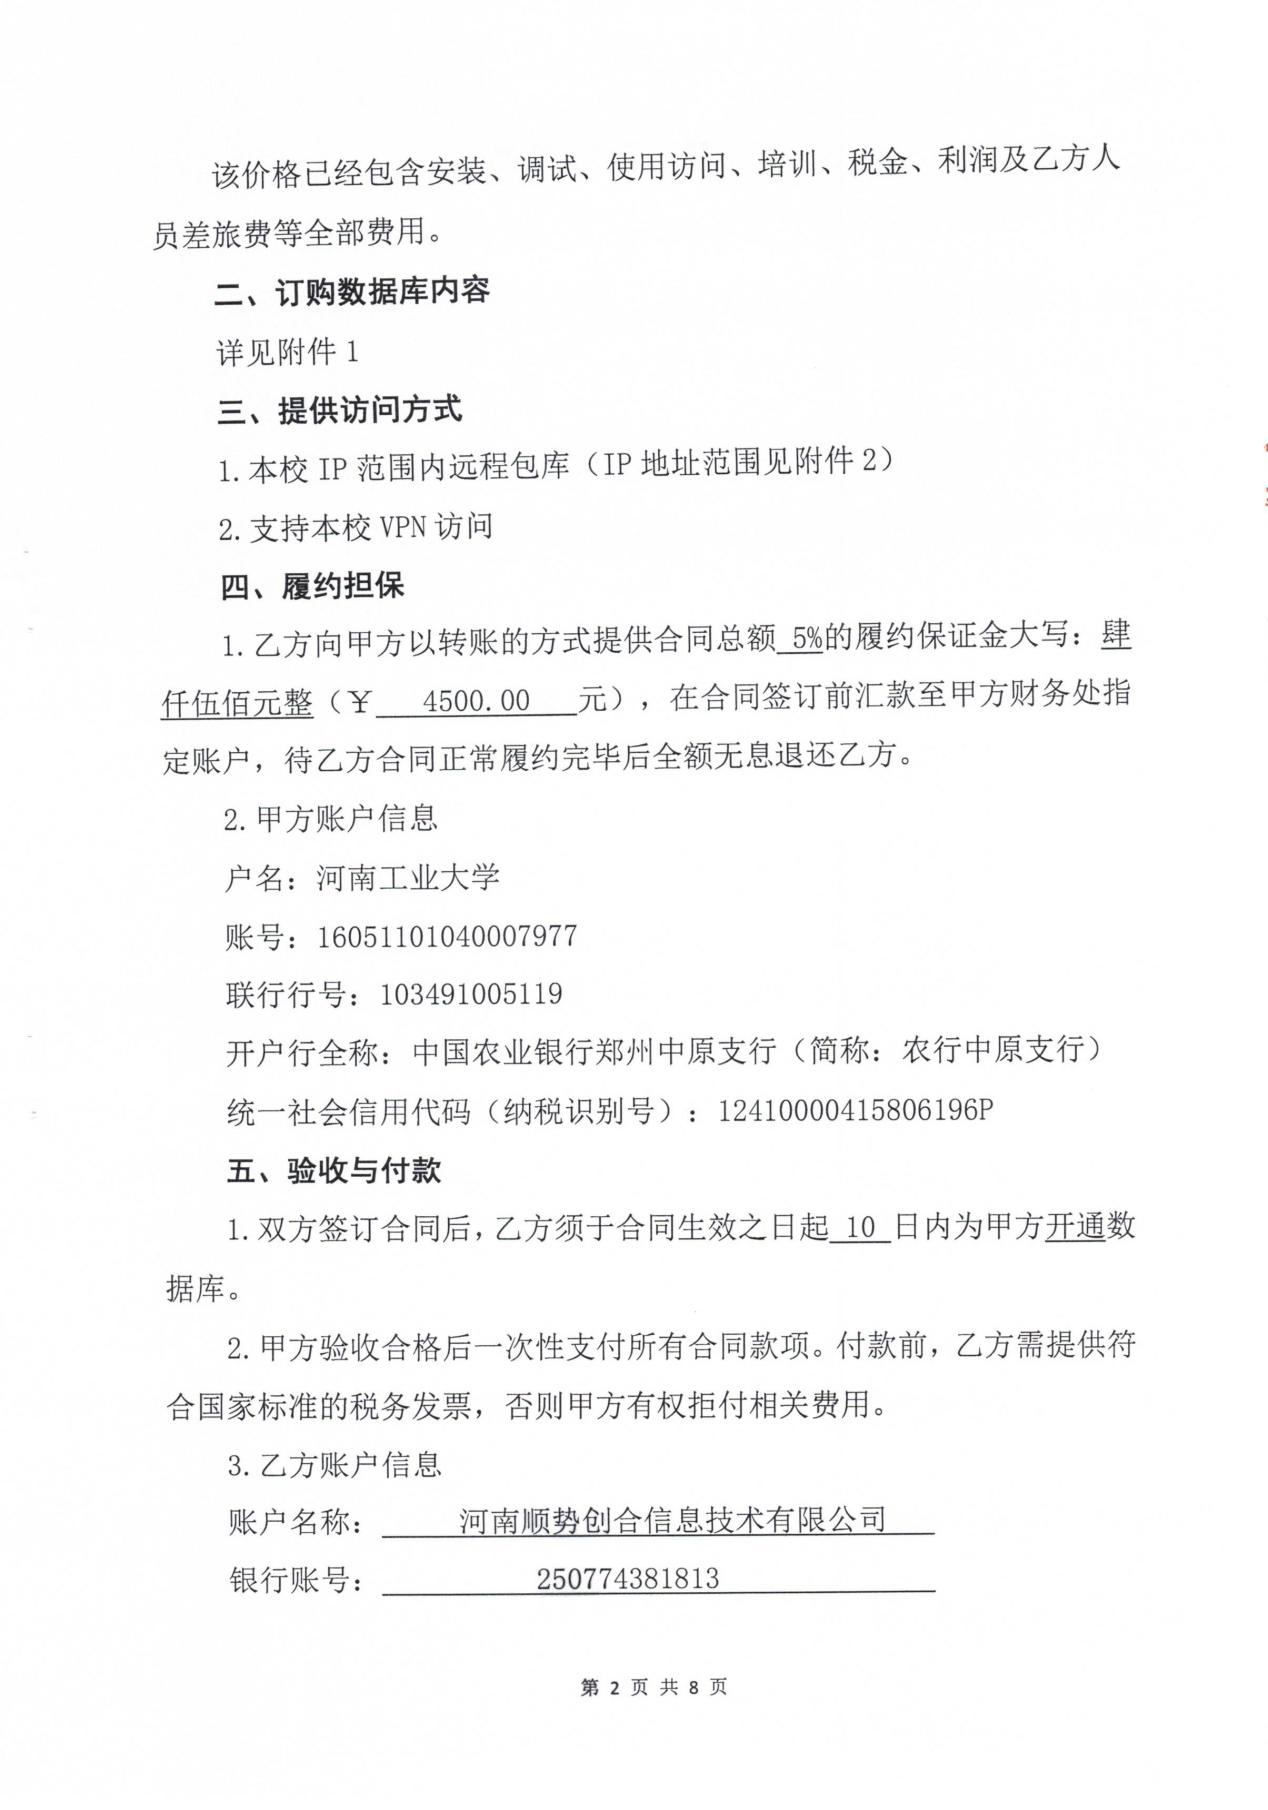 该价格已经包含安装、调试、使用访问、培训、税金、利润及乙方人
员差旅费等全部费用。
二、订购数据库内容
详见附件 1
三、提供访问方式
1.本校 IP 范围内远程包库（IP 地址范围见附件 2）
2.支持本校 VPN 访问
四、履约担保
1.乙方向甲方以转账的方式提供合同总额 5%的履约保证金大写：肆
仟伍佰元整（￥ 4500.00 元），在合同签订前汇款至甲方财务处指
定账户，待乙方合同正常履约完毕后全额无息退还乙方。
2.甲方账户信息
户名：河南工业大学
账号：16051101040007977
联行行号：103491005119
开户行全称：中国农业银行郑州中原支行（简称：农行中原支行）
统一社会信用代码（纳税识别号）：12410000415806196P
五、验收与付款
1.双方签订合同后，乙方须于合同生效之日起 10 日内为甲方开通数
据库。
2.甲方验收合格后一次性支付所有合同款项。付款前，乙方需提供符
合国家标准的税务发票，否则甲方有权拒付相关费用。
3.乙方账户信息
账户名称： 河南顺势创合信息技术有限公司
银行账号： 250774381813
第 2 页 共 8 页